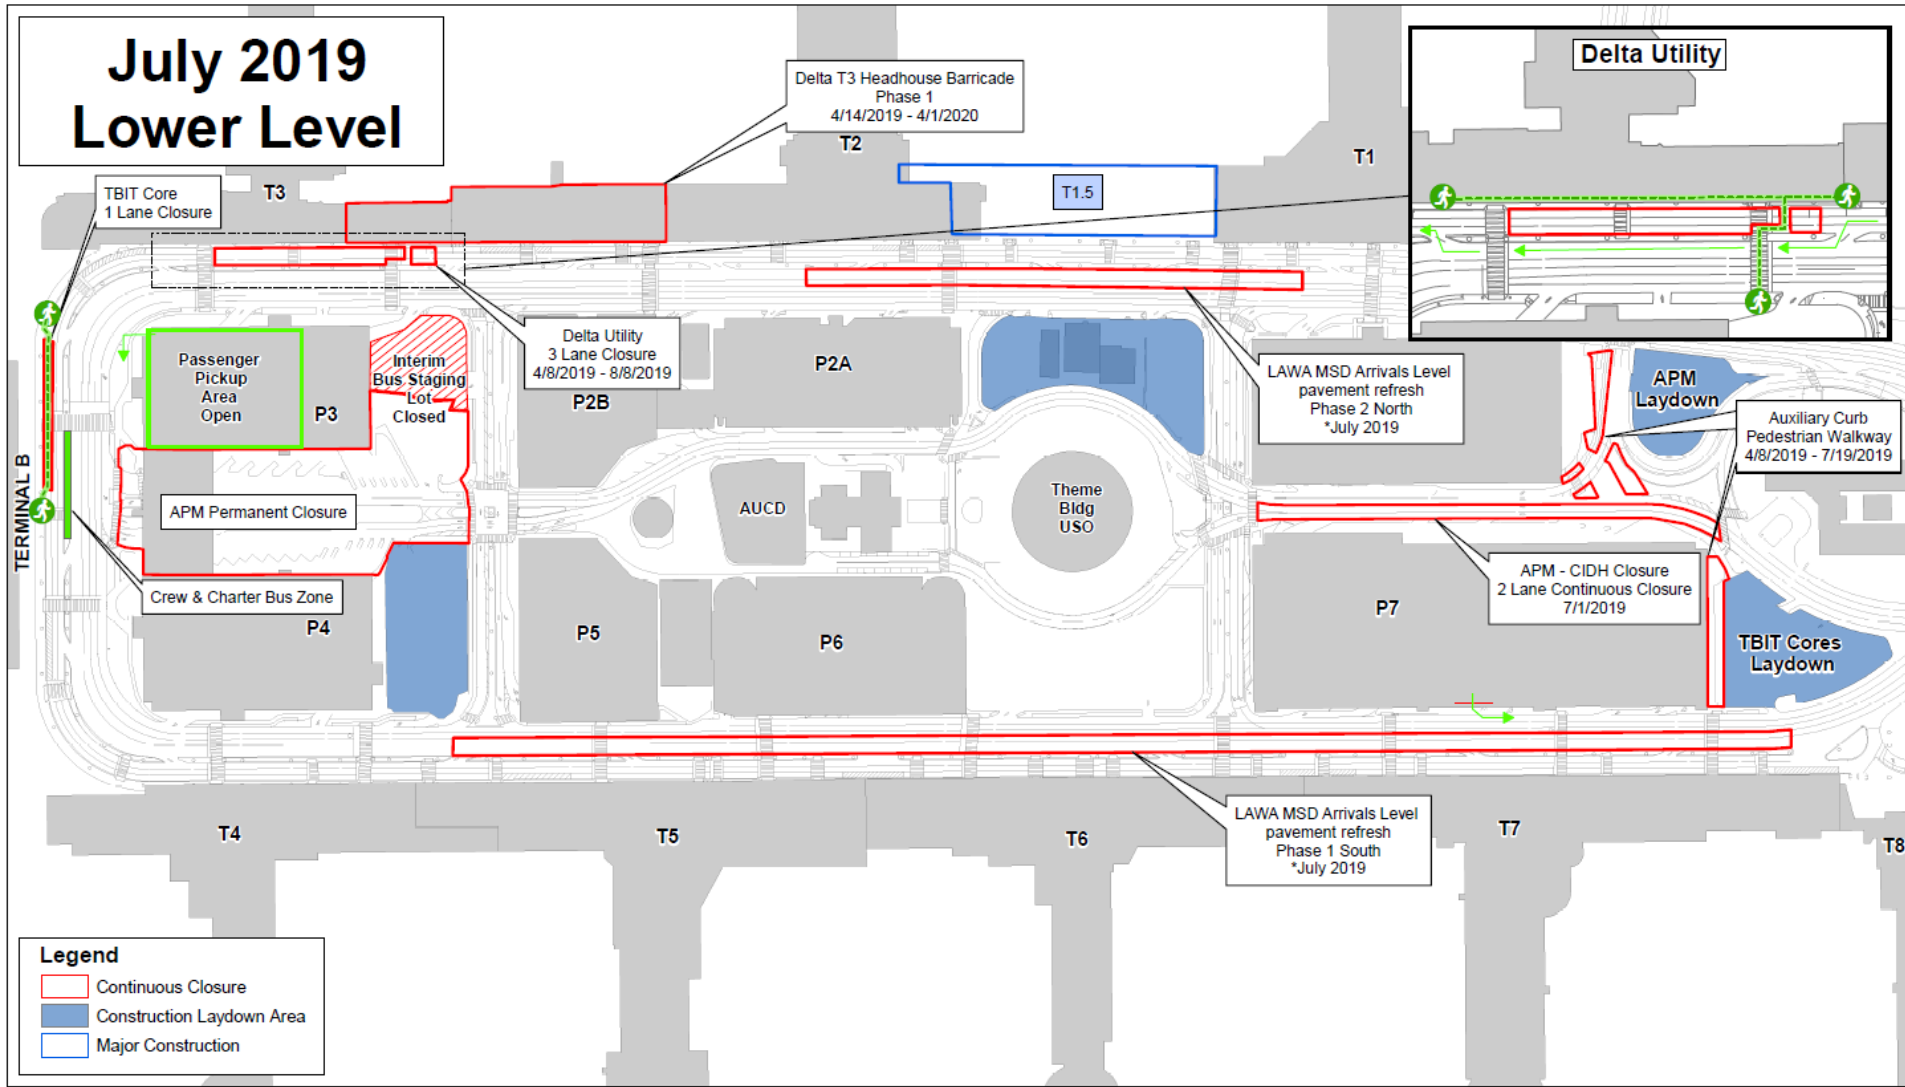 July 2019
Lower Level
Delta T3 Headhouse Barricade
Phase 1
4/14/2019 - 4/1/2020
Delta Utility
T2
T1
T3
T1.5
TBIT Core
1 Lane Closure
Passenger
Pickup
Area
Open
P3
Interim
Bus Staging
Lot
Closed
Delta Utility
3 Lane Closure
4/8/2019 - 8/8/2019
P2B
P2A
LAWA MSD Arrivals Level
pavement refresh
Phase 2 North
*July 2019
APM
Laydown
Auxiliary Curb
Pedestrian Walkway
4/8/2019 - 7/19/2019
TERMINAL B
APM Permanent Closure
AUCD
Theme
Bldg
USO
Crew & Charter Bus Zone
P4
P5
P6
P7
APM - CIDH Closure
2 Lane Continuous Closure
7/1/2019
TBIT Cores
Laydown
LAWA MSD Arrivals Level
pavement refresh
Phase 1 South
*July 2019
T4
T5
T6
T7
T8
Legend
Continuous Closure
Construction Laydown Area
Major Construction